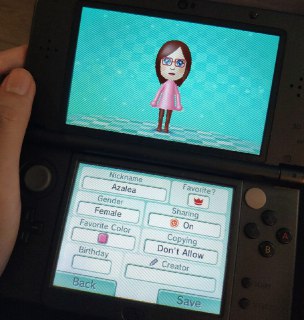 Nickname
Azalea
Favorite?
Gender
Female
Sharing
On
Favorite Color
Copying
Don't Allow
Birthday
Creator
Back
Save
A
B